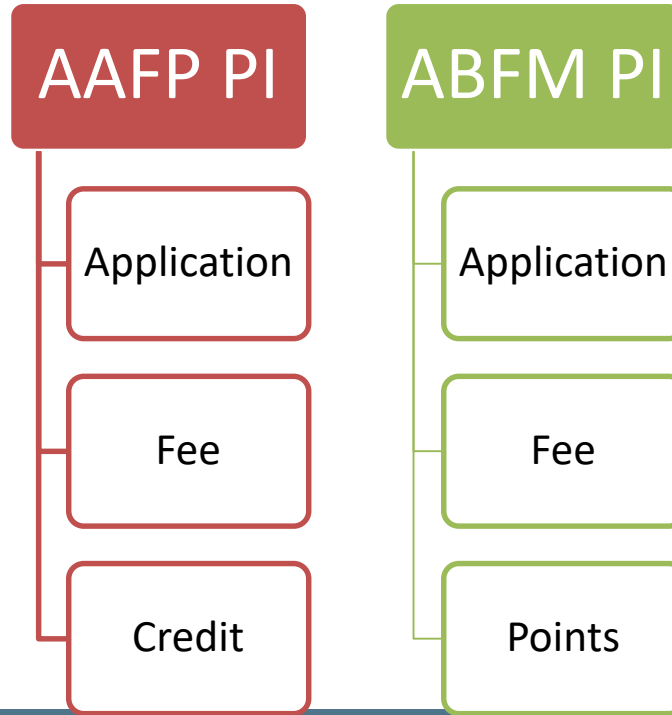 AAFP PI
Application
Fee
Credit
ABFM PI
Application
Fee
Points